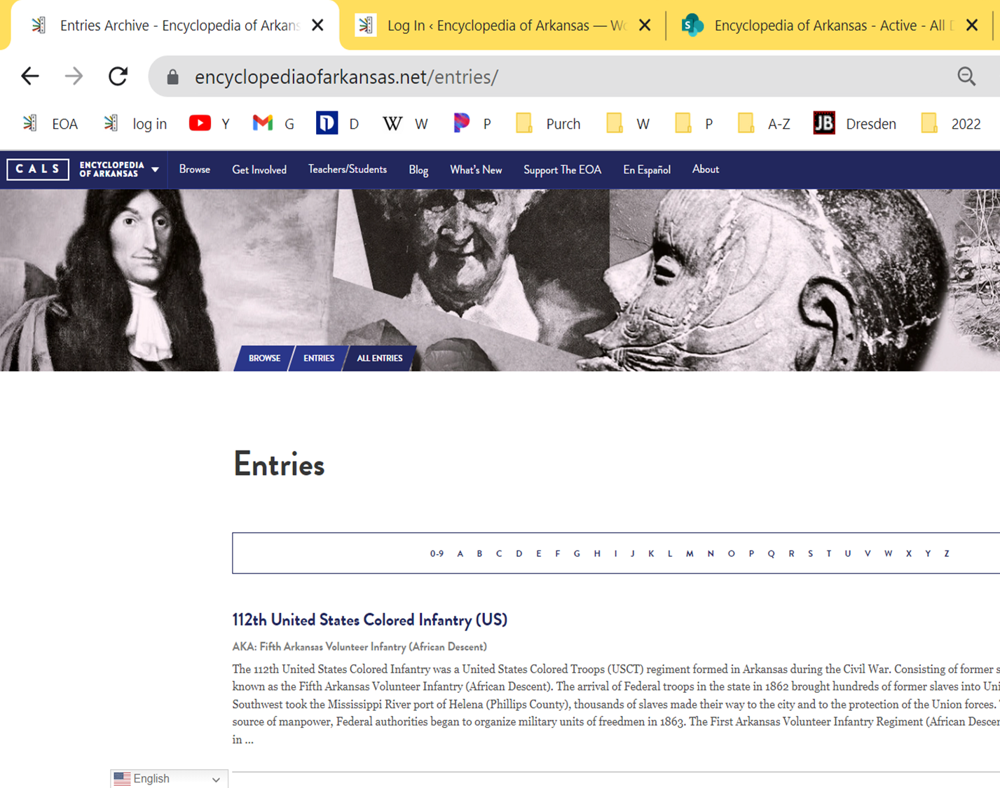 Entries Archive - Encyclopedia of Arkans
Log In ‹ Encyclopedia of Arkansas — Wo
Encyclopedia of Arkansas - Active - All D
encyclopediaofarkansas.net/entries/
EOA log in Y G D W P Purch W P A-Z JB Dresden 2022
CALS ENCYCLOPEDIA OF ARKANSAS Browse Get Involved Teachers/Students Blog What's New Support The EOA En Español About
BROWSE ENTRIES ALL ENTRIES
Entries
0-9 A B C D E F G H I J K L M N O P Q R S T U V W X Y Z
112th United States Colored Infantry (US)
AKA: Fifth Arkansas Volunteer Infantry (African Descent)
The 112th United States Colored Infantry was a United States Colored Troops (USCT) regiment formed in Arkansas during the Civil War. Consisting of former s
known as the Fifth Arkansas Volunteer Infantry (African Descent). The arrival of Federal troops in the state in 1862 brought hundreds of former slaves into Uni
Southwest took the Mississippi River port of Helena (Phillips County), thousands of slaves made their way to the city and to the protection of the Union forces.
source of manpower, Federal authorities began to organize military units of freedmen in 1863. The First Arkansas Volunteer Infantry Regiment (African Descen
in ...
English